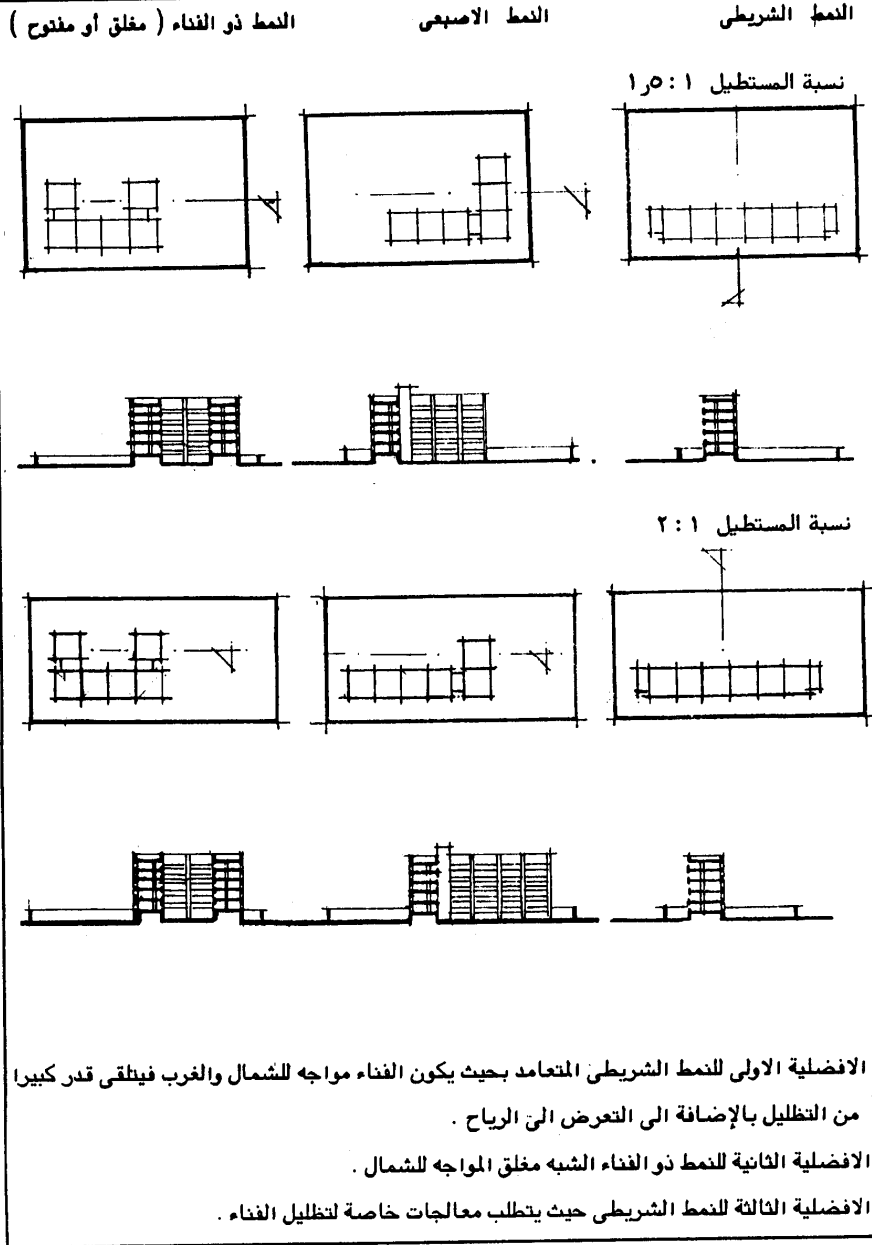 النمط الشريطى
النمط الاصبعى
النمط ذو الفناء ( مغلق أو مفتوح )
نسبة المستطيل ١ : ٥ر١
نسبة المستطيل ١ : ٢
الافضلية الاولى للنمط الشريطى المتعامد بحيث يكون الفناء مواجه للشمال والغرب فيتلقى قدر كبيرا
من التظليل بالإضافة الى التعرض الى الرياح .
الافضلية الثانية للنمط ذو الفناء الشبه مغلق المواجه للشمال .
الافضلية الثالثة للنمط الشريطى حيث يتطلب معالجات خاصة لتظليل الفناء .